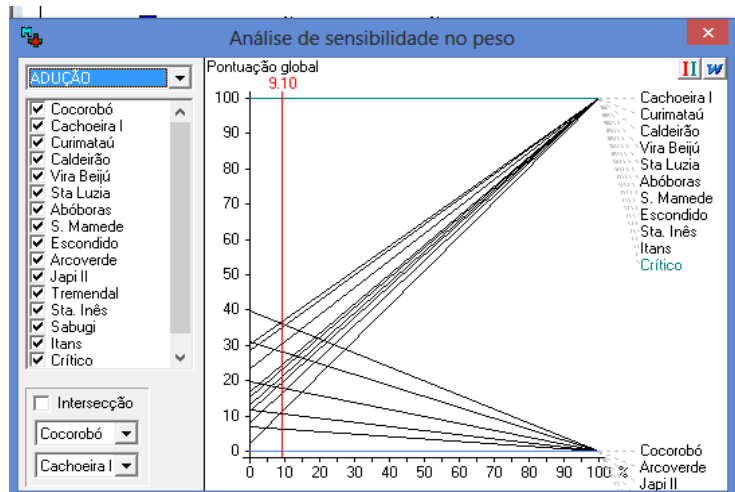 Análise de sensibilidade no peso
ADUÇÃO
Cocorobó
Cachoeira I
Curimataú
Caldeirão
Vira Beijú
Sta Luzia
Abóboras
S. Mamede
Escondido
Arcoverde
Japi II
Tremendal
Sta. Inês
Sabugi
Itans
Crítico
Intersecção
Cocorobó
Cachoeira I
Pontuação global
9.10
100
90
80
70
60
50
40
30
20
10
0
0 10 20 30 40 50 60 70 80 90 100 %
Cachoeira I
Curimataú
Caldeirão
Vira Beijú
Sta Luzia
Abóboras
S. Mamede
Escondido
Sta. Inês
Itans
Crítico
Cocorobó
Arcoverde
Japi II